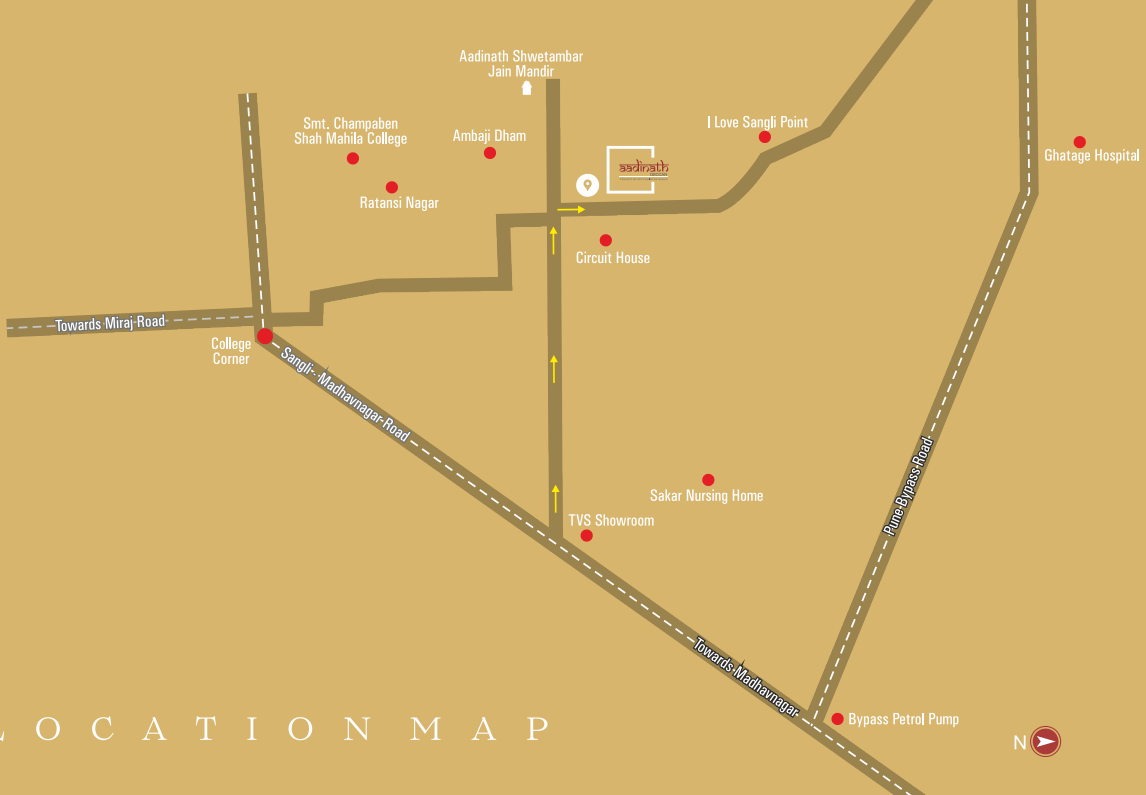 Aadinath Shwetambar
Jain Mandir
Smt. Champaben
Shah Mahila College
Ambaji Dham
I Love Sangli Point
Ghatage Hospital
aadinath
Ratansi Nagar
Circuit House
Towards Miraj Road
College
Corner
Sangli - Madhavnagar Road
Pune Bypass Road
Sakar Nursing Home
TVS Showroom
Towards Madhavnagar
Bypass Petrol Pump
LOCATION MAP
N